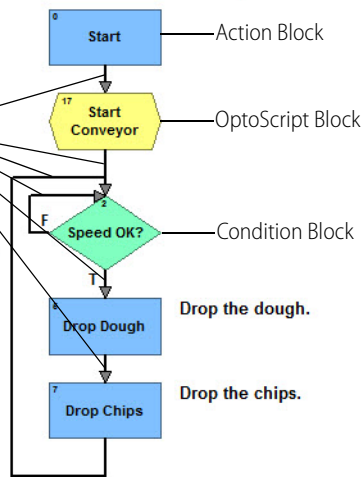 0
Start
Action Block
17
Start
Conveyor
OptoScript Block
2
F
Speed OK?
Condition Block
T
Drop Dough
Drop the dough.
7
Drop Chips
Drop the chips.